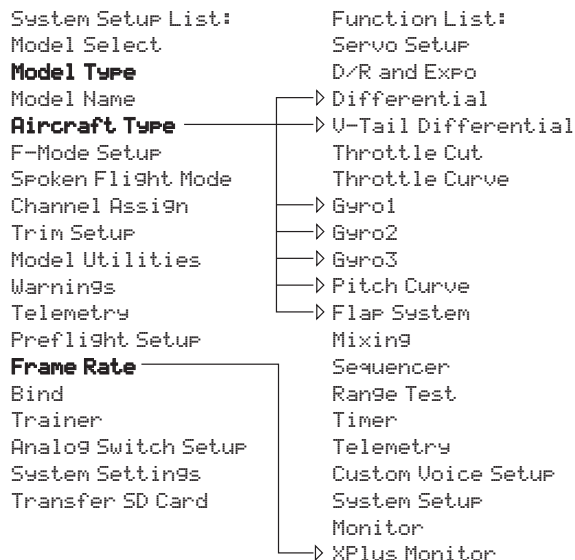 System Setup List:
Model Select
Model Type
Model Name
Aircraft Type
F-Mode Setup
Spoken Flight Mode
Channel Assign
Trim Setup
Model Utilities
Warnings
Telemetry
Preflight Setup
Frame Rate
Bind
Trainer
Analog Switch Setup
System Settings
Transfer SD Card
Function List:
Servo Setup
D/R and Expo
Differential
V-Tail Differential
Throttle Cut
Throttle Curve
Gyro1
Gyro2
Gyro3
Pitch Curve
Flap System
Mixing
Sequencer
Range Test
Timer
Telemetry
Custom Voice Setup
System Setup
Monitor
XPlus Monitor